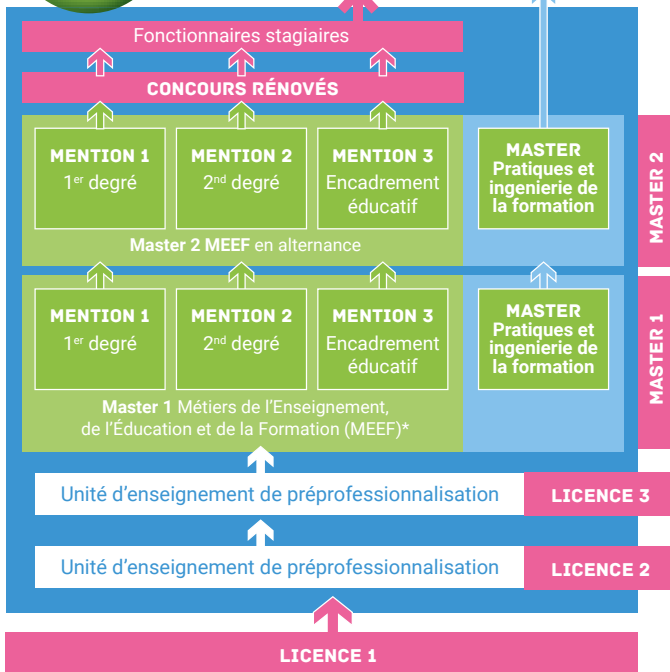 Fonctionnaires stagiaires
CONCOURS RÉNOVÉS
MENTION 1
1er degré
MENTION 2
2nd degré
MENTION 3
Encadrement
éducatif
MASTER
Pratiques et
ingenierie de
la formation
MASTER 2
Master 2 MEEF en alternance
MENTION 1
1er degré
MENTION 2
2nd degré
MENTION 3
Encadrement
éducatif
MASTER
Pratiques et
ingenierie de
la formation
MASTER 1
Master 1 Métiers de l'Enseignement,
de l'Éducation et de la Formation (MEEF)*
Unité d'enseignement de préprofessionnalisation
LICENCE 3
Unité d'enseignement de préprofessionnalisation
LICENCE 2
LICENCE 1